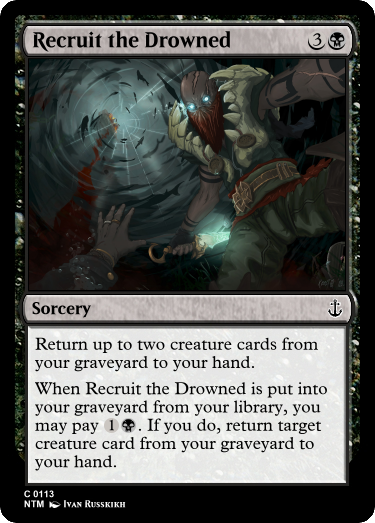 Recruit the Drowned 3
Sorcery
Return up to two creature cards from
your graveyard to your hand.
When Recruit the Drowned is put into
your graveyard from your library, you
may pay 1 . If you do, return target
creature card from your graveyard to
your hand.
C 0113
NTM Ivan Russkikh